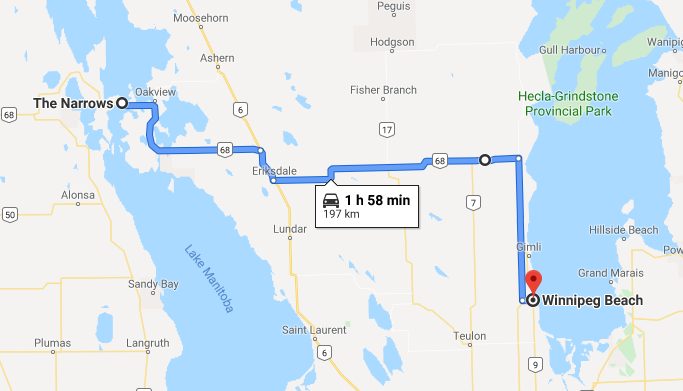 Peguis
Moosehorn
Hodgson
Gull Harbour
Ashern
Fisher Branch
Oakview
The Narrows
6
Hecla-Grindstone
Provincial Park
68
17
68
68
Eriksdale
1 h 58 min
197 km
Alonsa
7
50
Lundar
Hillside Beach
Gimli
Lake Manitoba
Grand Marais
Sandy Bay
Winnipeg Beach
Saint Laurent
Teulon
Plumas
Langruth
6
9